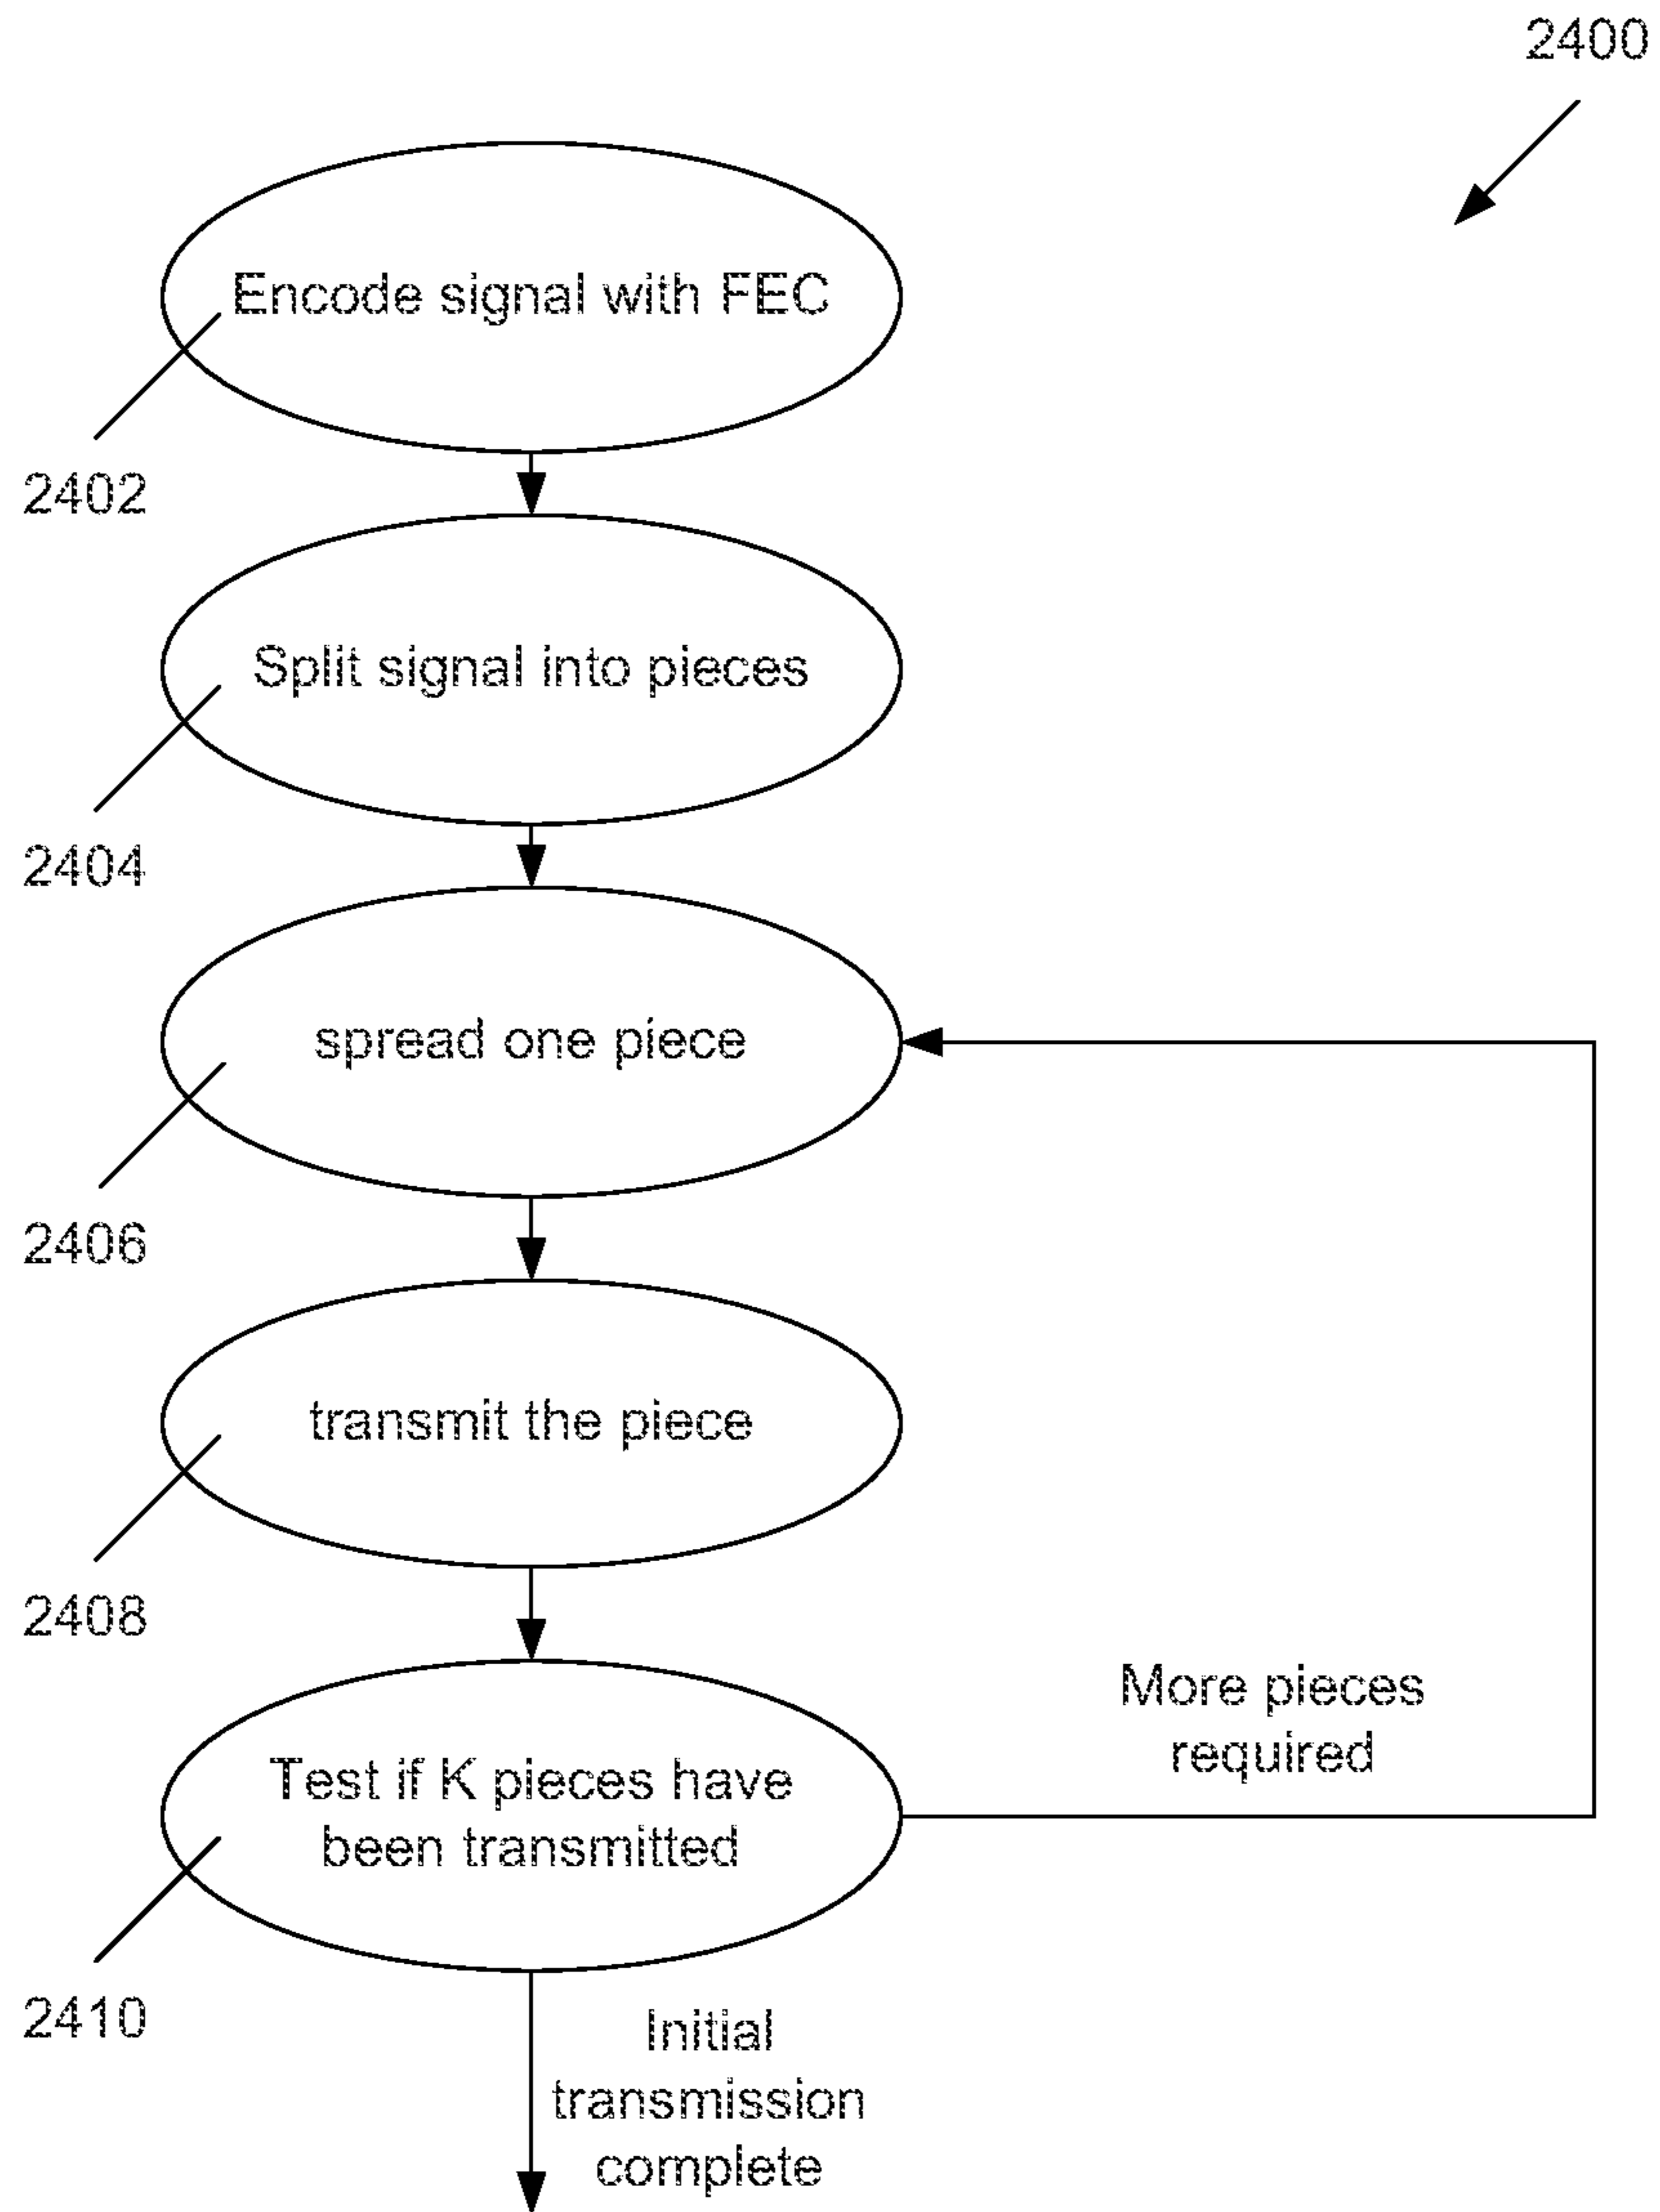 2400
Encode signal with FEC
2402
Split signal into pieces
2404
spread one piece
2406
transmit the piece
2408
More pieces
required
Test if K pieces have
been transmitted
2410
Initial
transmission
complete